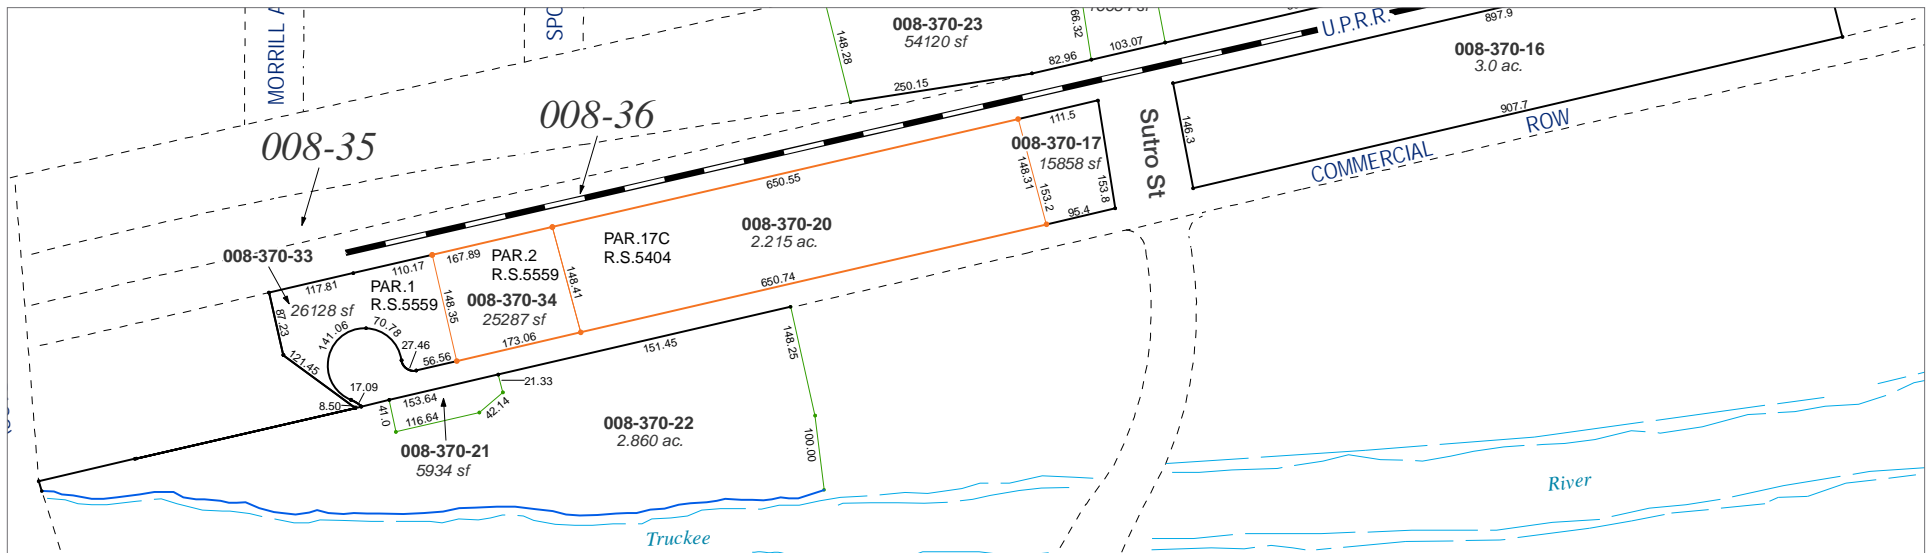 MORRILL A
SPO
148.28
008-370-23
54120 sf
66.32
82.96
103.07
250.15
U.P.R.R.
897.9
008-370-16
3.0 ac.
907.7
146.3
COMMERCIAL
ROW
Sutro St
008-35
008-36
111.5
008-370-17
15858 sf
148.31
153.2
153.8
95.4
650.55
008-370-20
2.215 ac.
PAR.17C
R.S.5404
650.74
008-370-33
117.81
110.17
167.89
PAR.2
R.S.5559
008-370-34
25287 sf
148.41
148.35
173.06
PAR.1
R.S.5559
26128 sf
87.23
121.45
141.06
70.78
27.46
56.56
17.09
8.50
153.64
41.0
116.64
42.14
21.33
151.45
008-370-21
5934 sf
008-370-22
2.860 ac.
148.25
100.00
Truckee
River